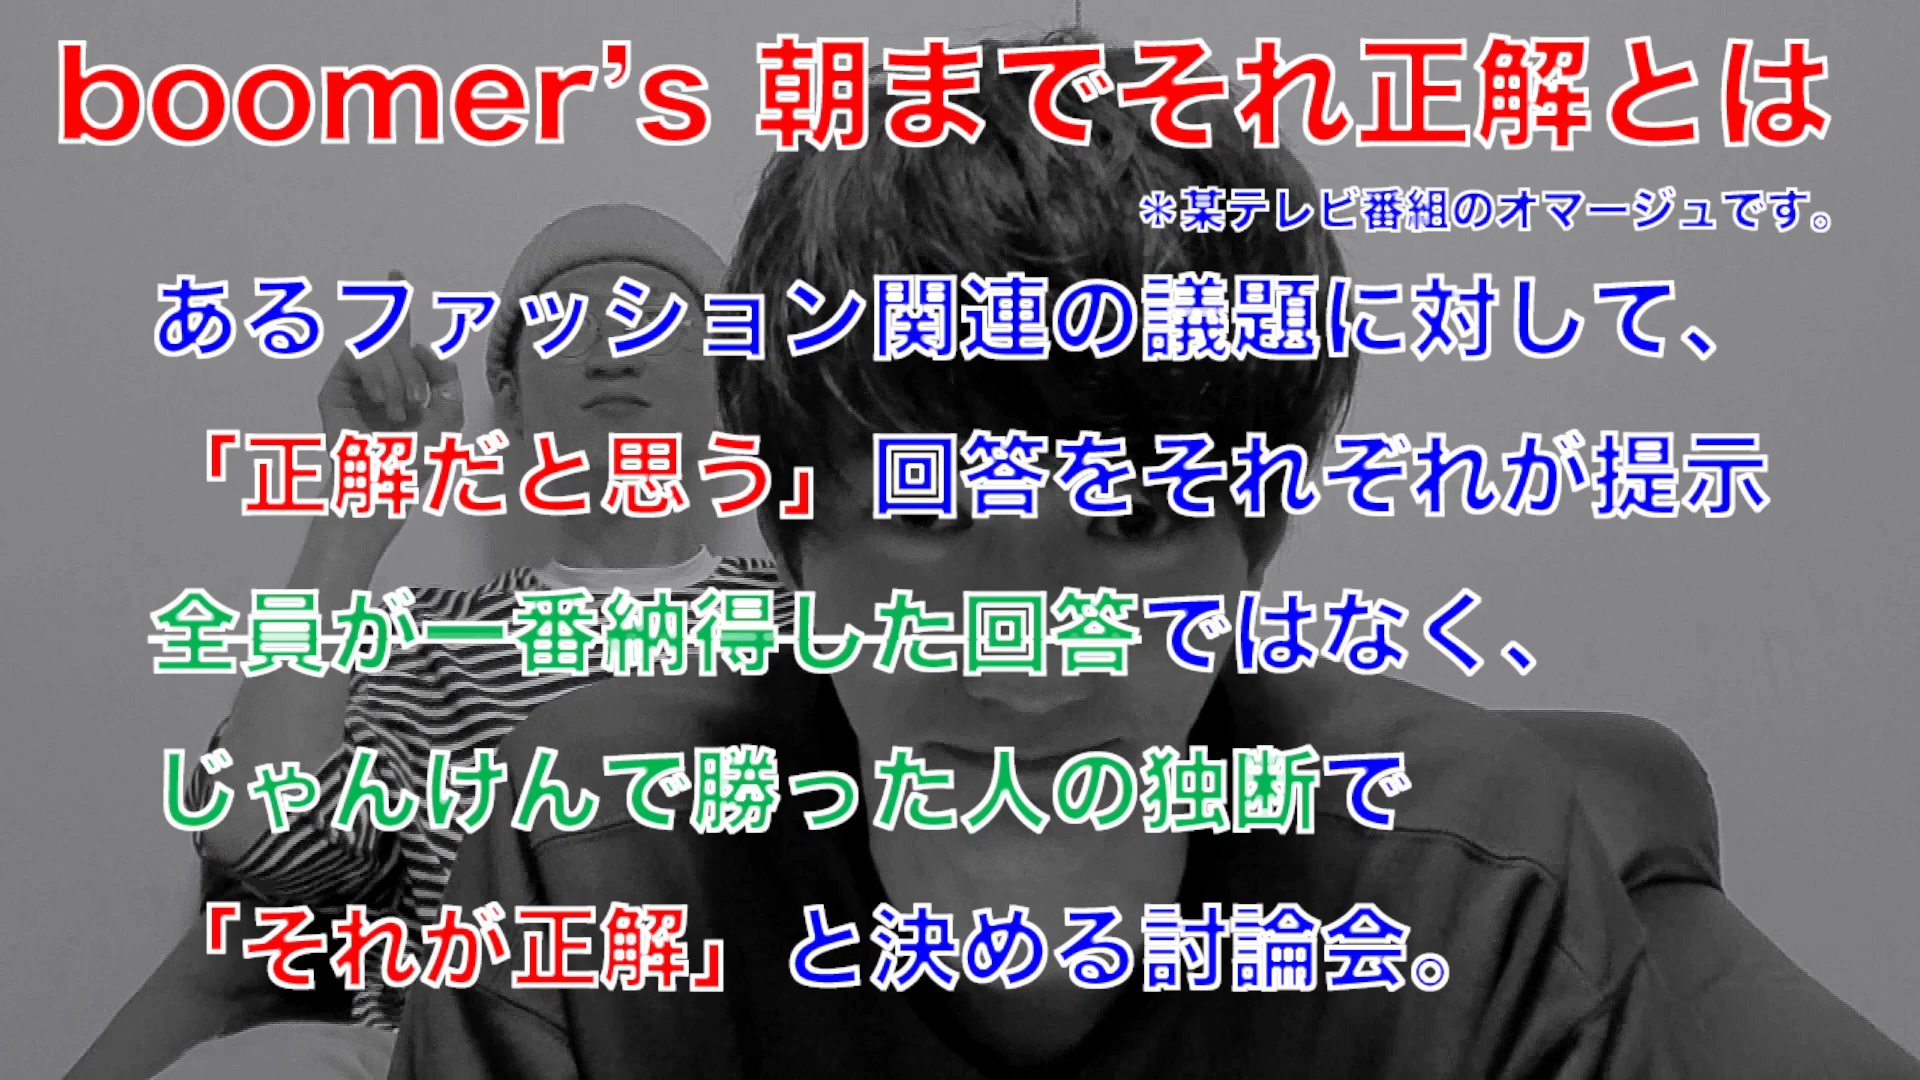 boomer’s 朝までそれ正解とは
＊某テレビ番組のオマージュです。
あるファッション関連の議題に対して、
「正解だと思う」回答をそれぞれが提示
全員が一番納得した回答ではなく、
じゃんけんで勝った人の独断で
「それが正解」と決める討論会。